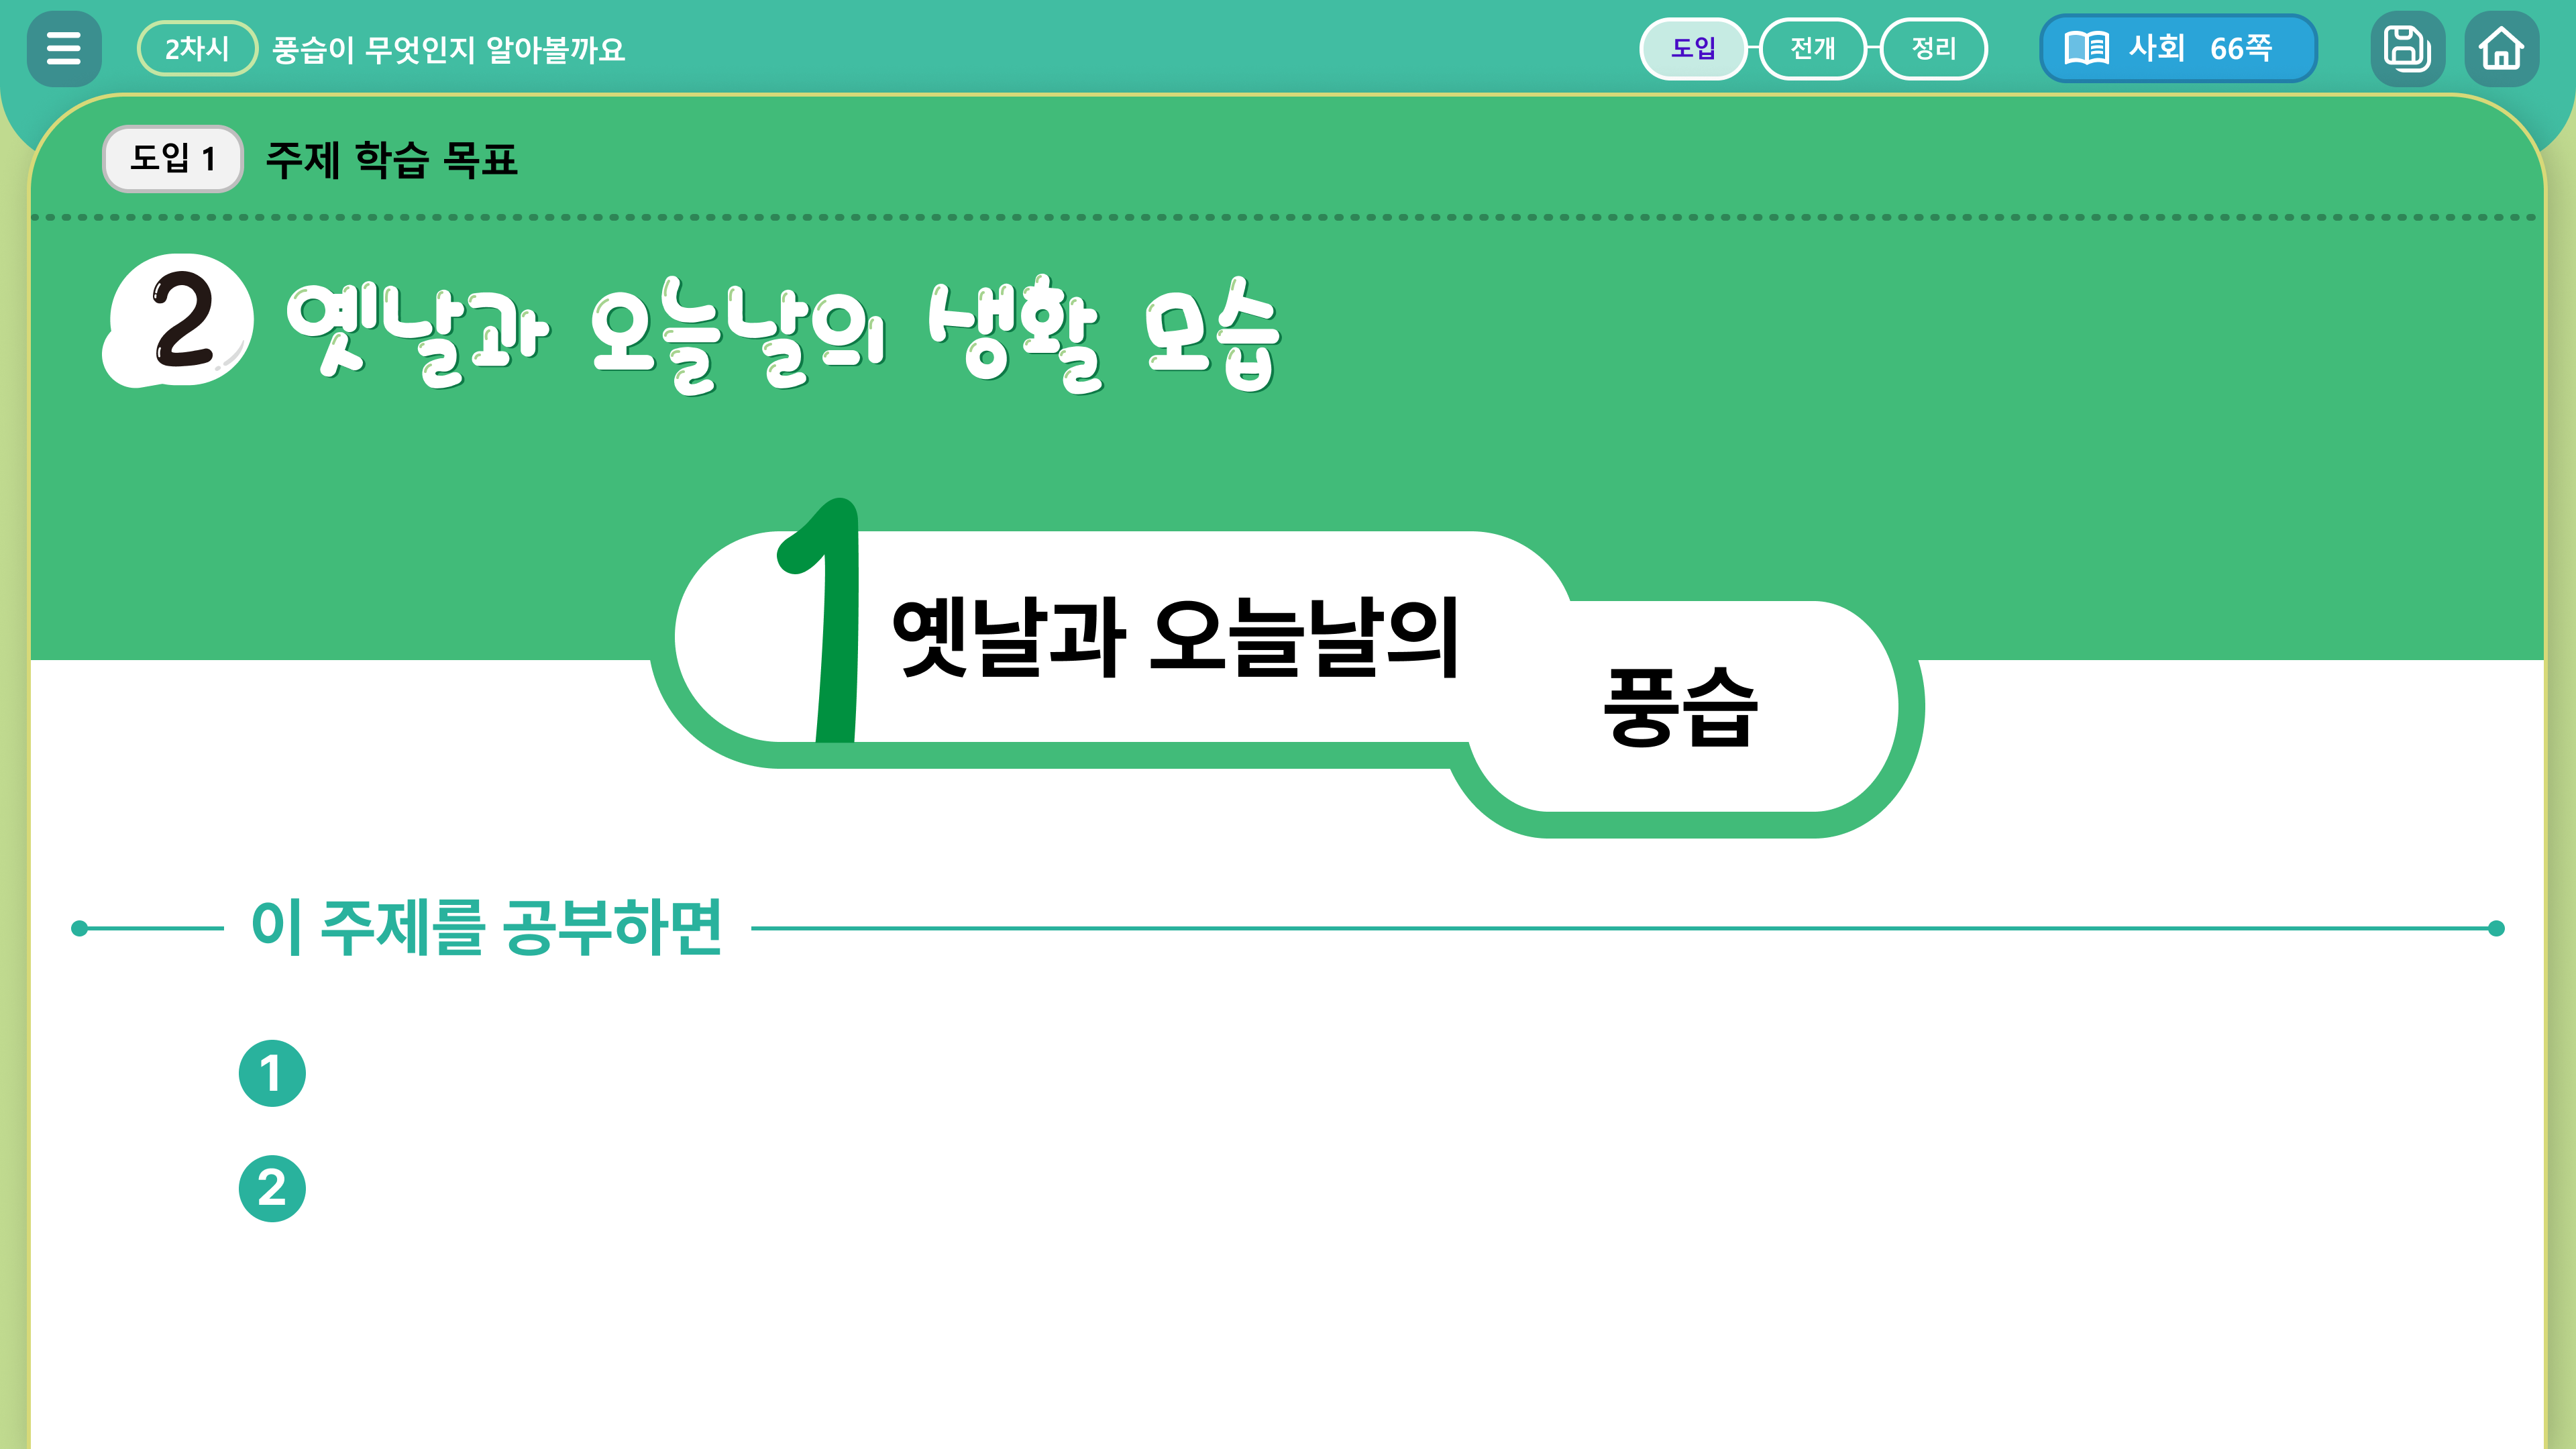 2차시 풍습이 무엇인지 알아볼까요
도입 전개 정리
사회 66쪽
도입 1 주제 학습 목표
2 옛날과 오늘날의 생활 모습
1 옛날과 오늘날의
풍습
이 주제를 공부하면
1
2